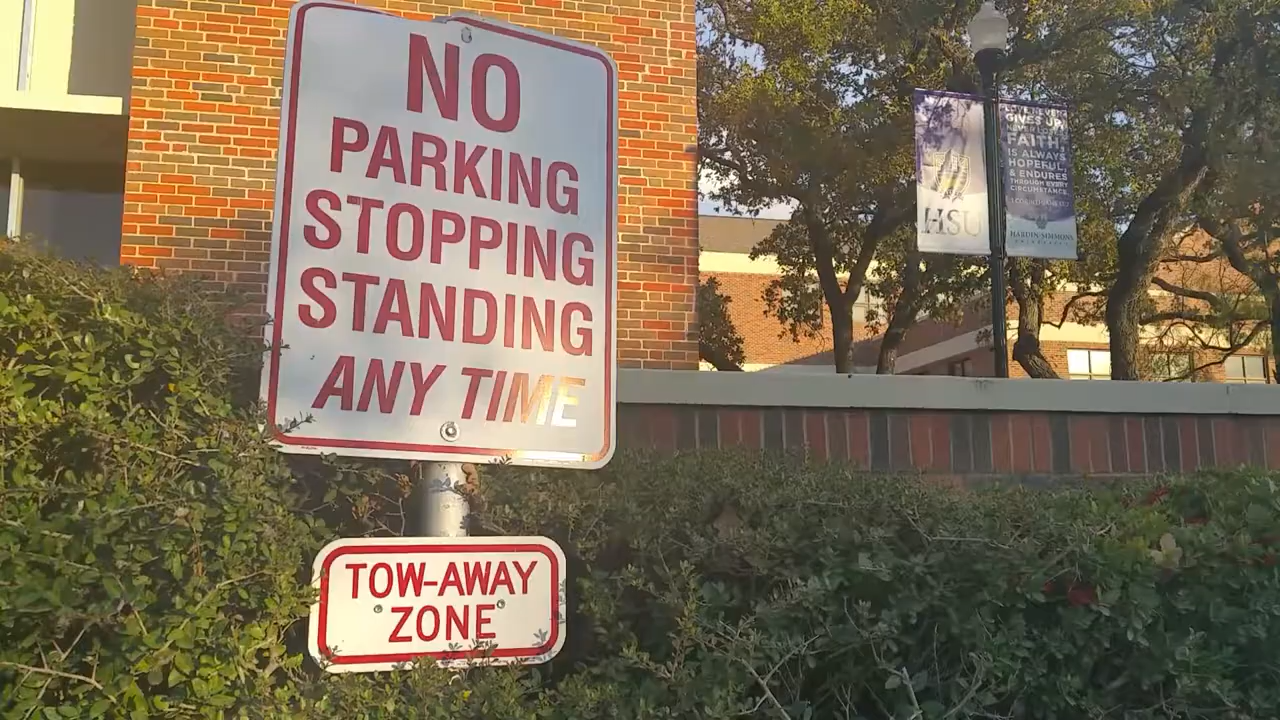 NO
PARKING
STOPPING
STANDING
ANY TIME
TOW-AWAY
ZONE
HSU
GIVES UP,
FAITH,
IS ALWAYS
HOPEFUL,
& ENDURES
THROUGH EVERY
CIRCUMSTANCE
HARDIN-SIMMONS
UNIVERSITY